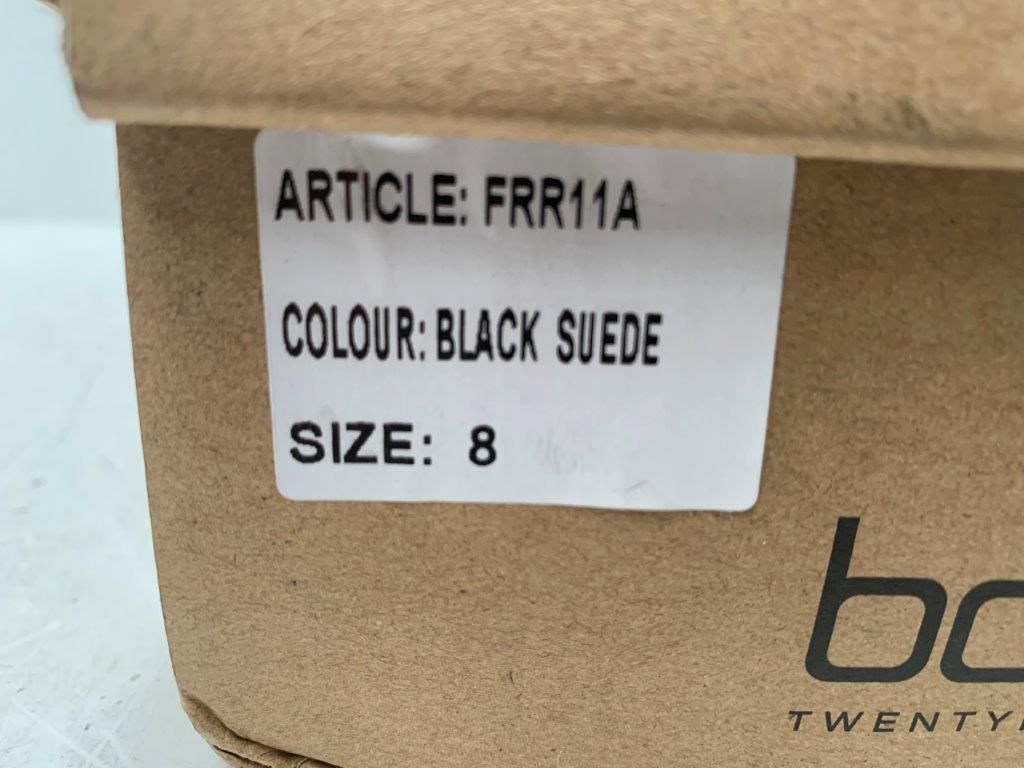 ARTICLE: FRR11A
COLOUR: BLACK SUEDE
SIZE: 8